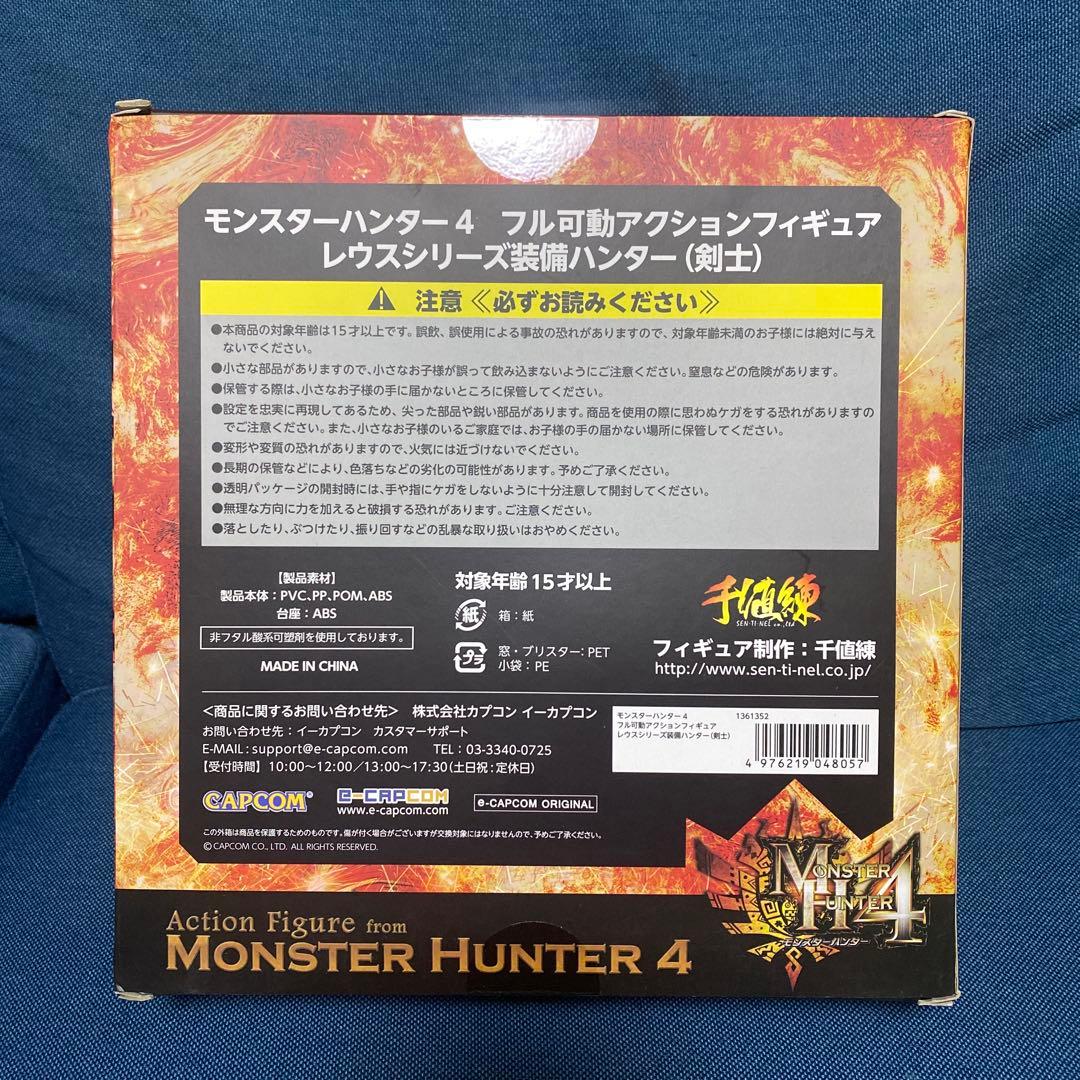 モンスターハンター4　フル可動アクションフィギュア
レウスシリーズ装備ハンター（剣士）
注意≪必ずお読みください≫
●本商品の対象年齢は15才以上です。誤飲、誤使用による事故の恐れがありますので、対象年齢未満のお子様には絶対に与え
ないでください。
●小さな部品がありますので、小さなお子様が誤って飲み込まないようにご注意ください。窒息などの危険があります。
●保管する際は、小さなお子様の手に届かないところに保管してください。
●設定を忠実に再現してあるため、尖った部品や鋭い部品があります。商品を使用の際に思わぬケガをする恐れがありますの
でご注意ください。また、小さなお子様のいるご家庭では、お子様の手の届かない場所に保管してください。
●変形や変質の恐れがありますので、火気には近づけないでください。
●長期の保管などにより、色落ちなどの劣化の可能性があります。予めご了承ください。
●透明パッケージの開封時には、手や指にケガをしないように十分注意して開封してください。
●無理な方向に力を加えると破損する恐れがあります。ご注意ください。
●落としたり、ぶつけたり、振り回すなどの乱暴な取り扱いはおやめください。
【製品素材】
製品本体：PVC、PP、POM、ABS
台座：ABS
非フタル酸系可塑剤を使用しております。
MADE IN CHINA
対象年齢15才以上
紙 箱：紙
プラ 窓・ブリスター：PET
小袋：PE
千値練
SEN-TI-NEL co.,ltd
フィギュア制作：千値練
http://www.sen-ti-nel.co.jp/
＜商品に関するお問い合わせ先＞　株式会社カプコン イーカプコン
お問い合わせ先：イーカプコン　カスタマーサポート
E-MAIL：support@e-capcom.com　TEL：03-3340-0725
【受付時間】10:00〜12:00／13:00〜17:30（土日祝：定休日）
CAPCOM®
e-CAPCOM
www.e-capcom.com
e-CAPCOM ORIGINAL
この外箱は商品を保護するためのものです。傷が付く場合がございますが交換対象にはなりませんので、予めご了承ください。
© CAPCOM CO., LTD. ALL RIGHTS RESERVED.
モンスターハンター4　1361352
フル可動アクションフィギュア
レウスシリーズ装備ハンター（剣士）
4 976219 048057
MONSTER
HUNTER 4
モンスターハンター
Action Figure from
MONSTER HUNTER 4